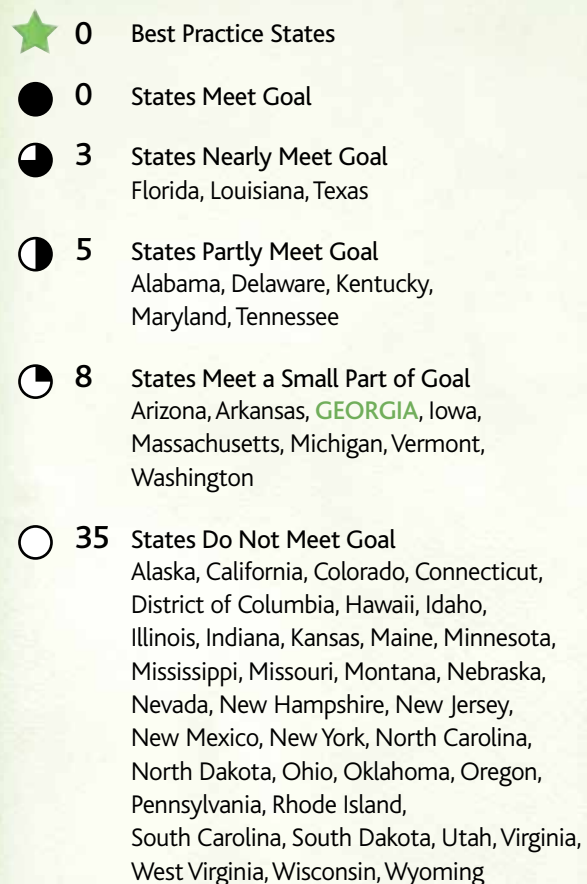 0 Best Practice States
0 States Meet Goal
3 States Nearly Meet Goal
Florida, Louisiana, Texas
5 States Partly Meet Goal
Alabama, Delaware, Kentucky,
Maryland, Tennessee
8 States Meet a Small Part of Goal
Arizona, Arkansas, GEORGIA, Iowa,
Massachusetts, Michigan, Vermont,
Washington
35 States Do Not Meet Goal
Alaska, California, Colorado, Connecticut,
District of Columbia, Hawaii, Idaho,
Illinois, Indiana, Kansas, Maine, Minnesota,
Mississippi, Missouri, Montana, Nebraska,
Nevada, New Hampshire, New Jersey,
New Mexico, New York, North Carolina,
North Dakota, Ohio, Oklahoma, Oregon,
Pennsylvania, Rhode Island,
South Carolina, South Dakota, Utah, Virginia,
West Virginia, Wisconsin, Wyoming